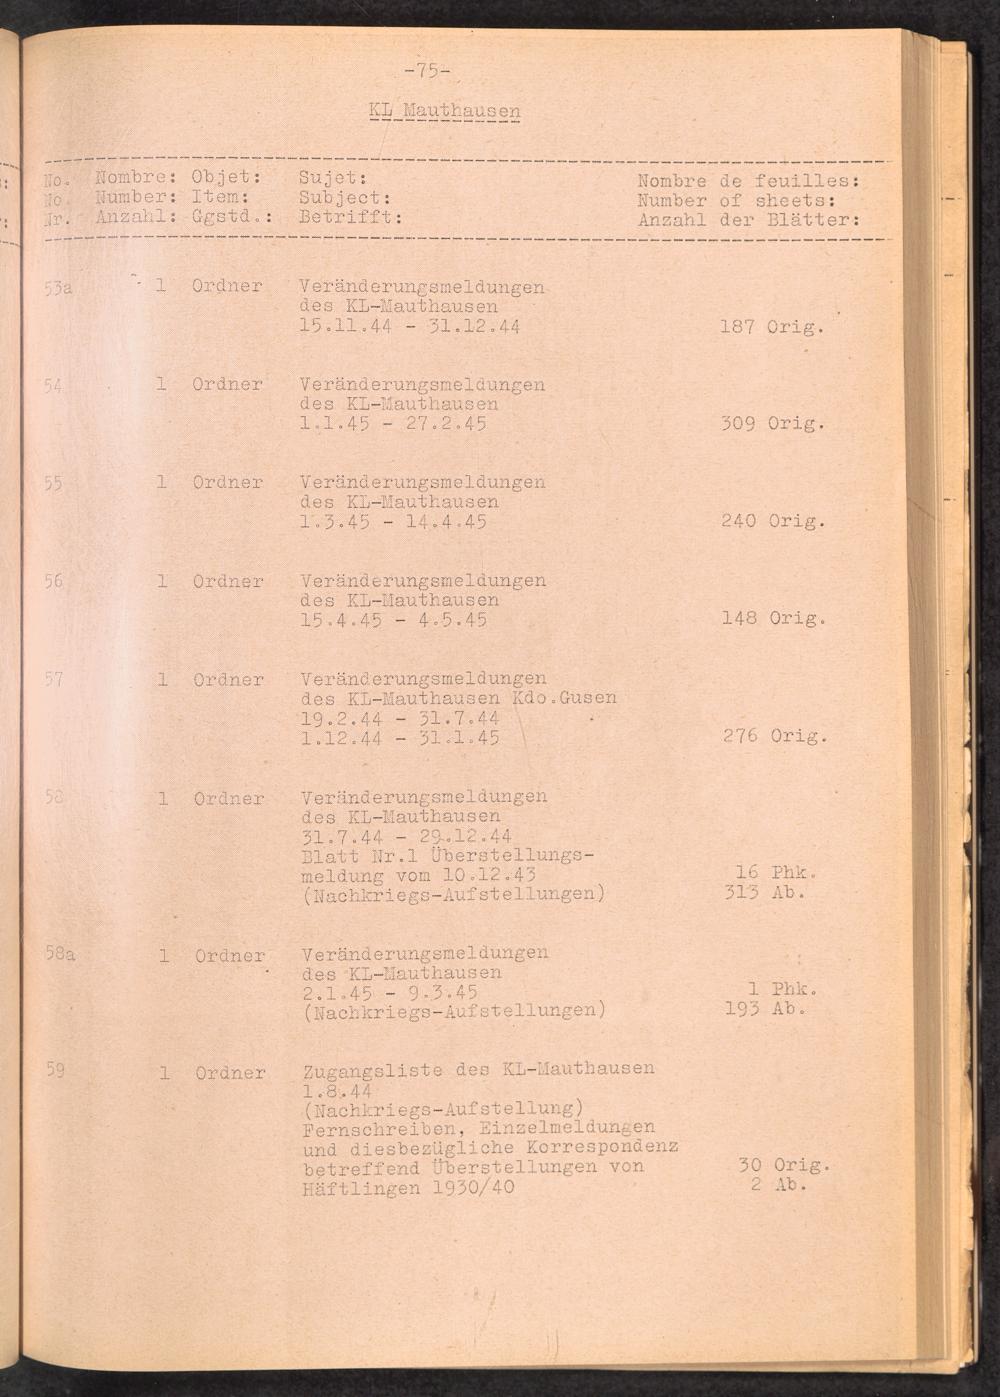 -75-
KL Mauthausen
No. Nombre: Objet: Sujet: Nombre de feuilles:
No. Number: Item: Subject: Number of sheets:
Nr. Anzahl: Ggstd.: Betrifft: Anzahl der Blätter:
53a 1 Ordner Veränderungsmeldungen
des KL-Mauthausen
15.11.44 - 31.12.44 187 Orig.
54 1 Ordner Veränderungsmeldungen
des KL-Mauthausen
1.1.45 - 27.2.45 309 Orig.
55 1 Ordner Veränderungsmeldungen
des KL-Mauthausen
1.3.45 - 14.4.45 240 Orig.
56 1 Ordner Veränderungsmeldungen
des KL-Mauthausen
15.4.45 - 4.5.45 148 Orig.
57 1 Ordner Veränderungsmeldungen
des KL-Mauthausen Kdo.Gusen
19.2.44 - 31.7.44
1.12.44 - 31.1.45 276 Orig.
58 1 Ordner Veränderungsmeldungen
des KL-Mauthausen
31.7.44 - 29.12.44
Blatt Nr.1 Überstellungs-
meldung vom 10.12.43 16 Phk.
(Nachkriegs-Aufstellungen) 313 Ab.
58a 1 Ordner Veränderungsmeldungen
des KL-Mauthausen
2.1.45 - 9.3.45 1 Phk.
(Nachkriegs-Aufstellungen) 193 Ab.
59 1 Ordner Zugangsliste des KL-Mauthausen
1.8.44
(Nachkriegs-Aufstellung)
Fernschreiben, Einzelmeldungen
und diesbezügliche Korrespondenz
betreffend Überstellungen von 30 Orig.
Häftlingen 1930/40 2 Ab.